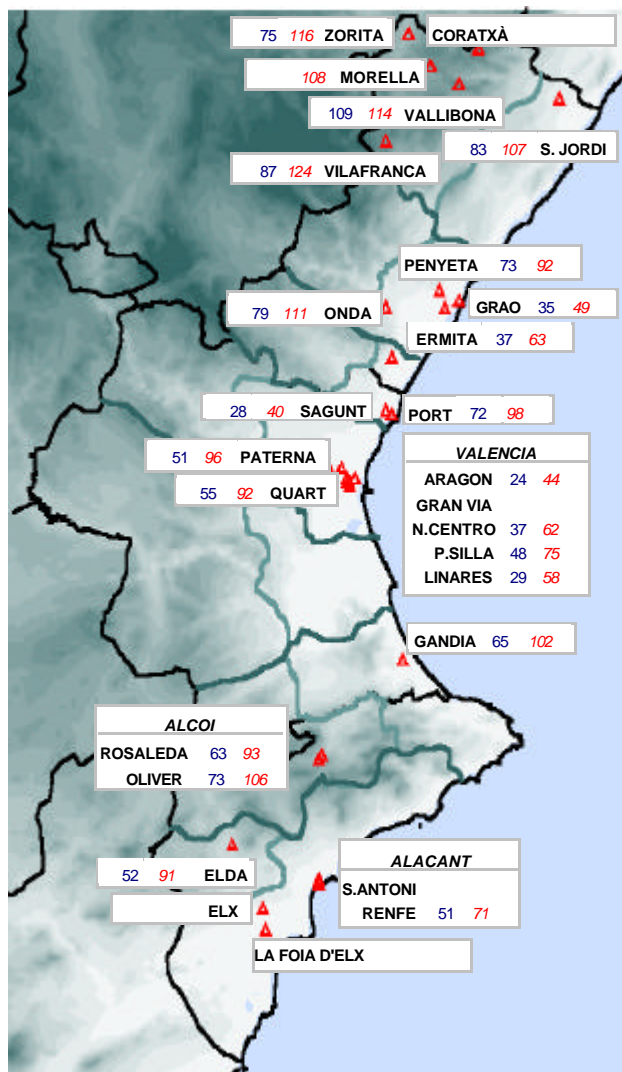 75 116 ZORITA
CORATXÀ
108 MORELLA
109 114 VALLIBONA
83 107 S. JORDI
87 124 VILAFRANCA
PENYETA 73 92
79 111 ONDA
GRAO 35 49
ERMITA 37 63
28 40 SAGUNT
PORT 72 98
51 96 PATERNA
55 92 QUART
VALENCIA
ARAGON 24 44
GRAN VIA
N.CENTRO 37 62
P.SILLA 48 75
LINARES 29 58
GANDIA 65 102
ALCOI
ROSALEDA 63 93
OLIVER 73 106
52 91 ELDA
ELX
ALACANT
S.ANTONI
RENFE 51 71
LA FOIA D'ELX